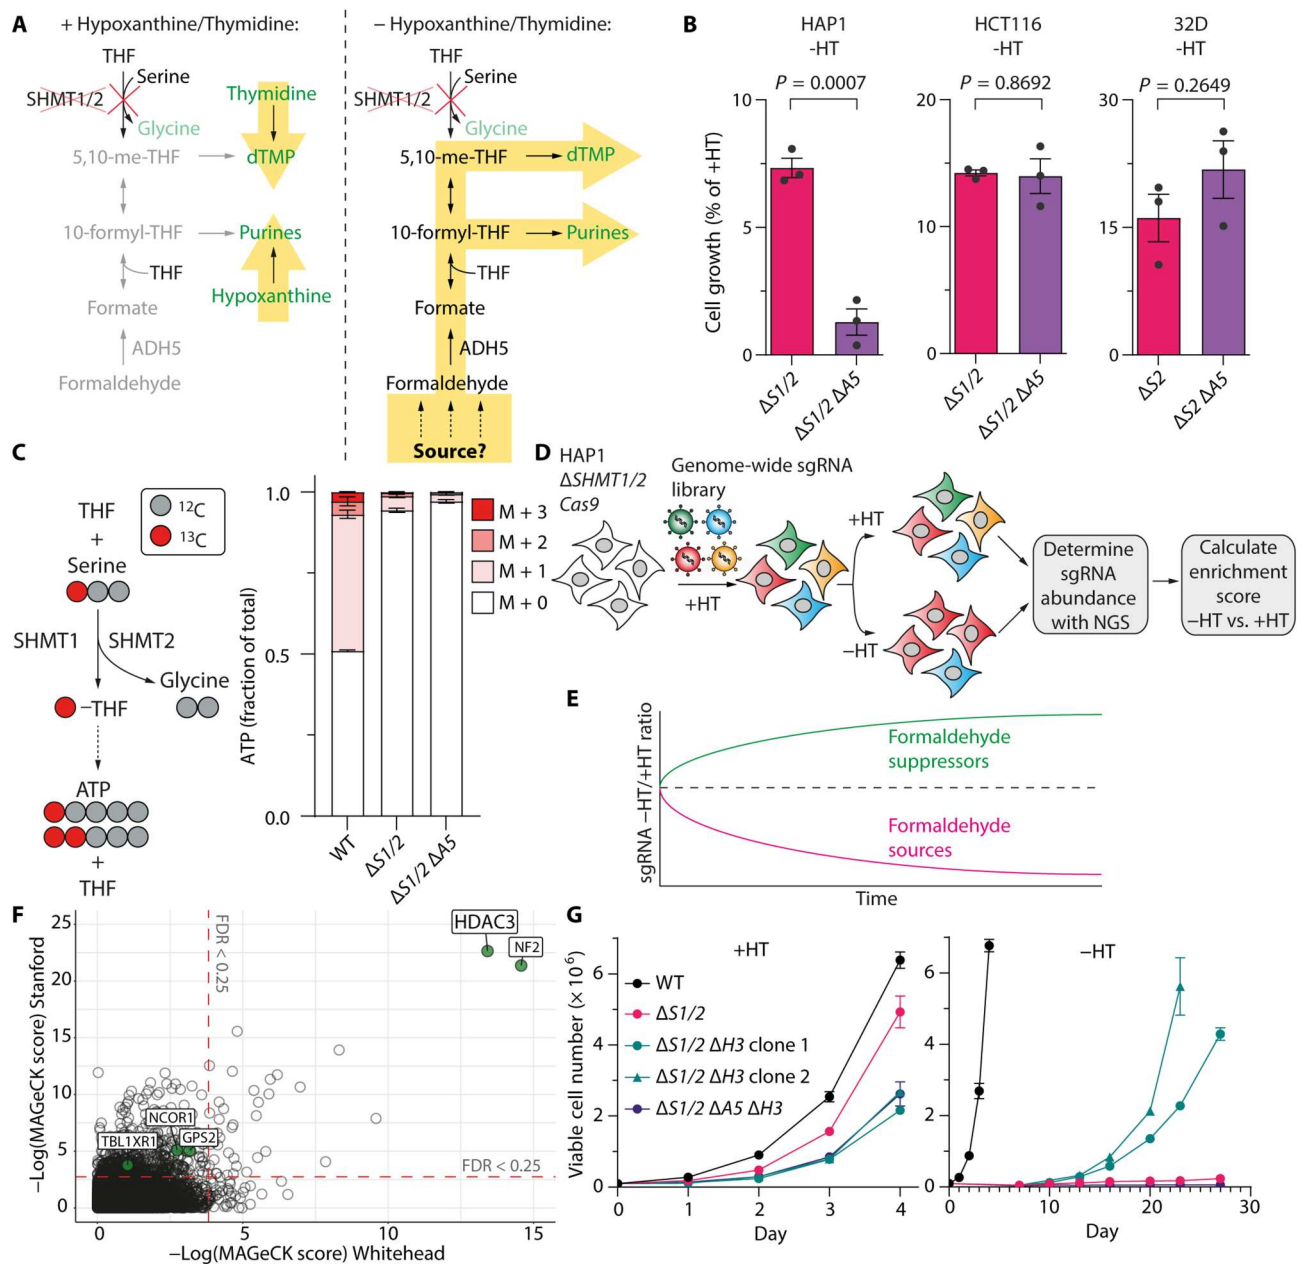 A
+ Hypoxanthine/Thymidine:
THF
Serine
SHMT1/2
Glycine
Thymidine
5,10-me-THF
dTMP
10-formyl-THF
Purines
THF
Hypoxanthine
Formate
ADH5
Formaldehyde
– Hypoxanthine/Thymidine:
THF
Serine
SHMT1/2
Glycine
5,10-me-THF
dTMP
10-formyl-THF
Purines
THF
Formate
ADH5
Formaldehyde
Source?
B
HAP1
-HT
HCT116
-HT
32D
-HT
P = 0.0007
P = 0.8692
P = 0.2649
Cell growth (% of +HT)
10
5
0
20
10
0
30
15
0
ΔS1/2
ΔS1/2 ΔA5
ΔS1/2
ΔS1/2 ΔA5
ΔS2
ΔS2 ΔA5
C
12C
13C
THF
+
Serine
SHMT1
SHMT2
Glycine
–THF
ATP
+
THF
ATP (fraction of total)
1.0
0.5
0.0
M + 3
M + 2
M + 1
M + 0
WT
ΔS1/2
ΔS1/2 ΔA5
D
HAP1
ΔSHMT1/2
Cas9
Genome-wide sgRNA
library
+HT
+HT
–HT
Determine
sgRNA
abundance
with NGS
Calculate
enrichment
score
–HT vs. +HT
E
sgRNA –HT/+HT ratio
Formaldehyde
suppressors
Formaldehyde
sources
Time
F
–Log(MAGeCK score) Stanford
25
20
15
10
5
0
FDR < 0.25
HDAC3
NF2
NCOR1
TBL1XR1
GPS2
FDR < 0.25
0
5
10
15
–Log(MAGeCK score) Whitehead
G
+HT
–HT
Viable cell number (× 10⁶)
6
4
2
0
WT
ΔS1/2
ΔS1/2 ΔH3 clone 1
ΔS1/2 ΔH3 clone 2
ΔS1/2 ΔA5 ΔH3
0
1
2
3
4
Day
6
4
2
0
0
10
20
30
Day